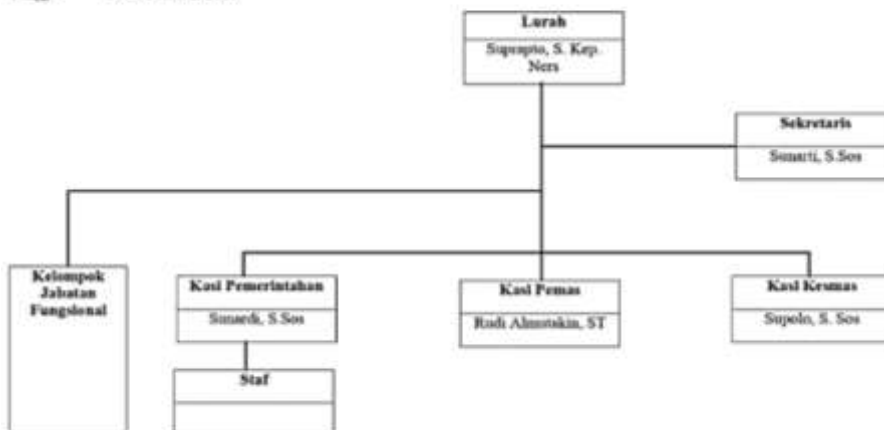 Lurah
Suprapto, S. Kep.
Ners
Sekretaris
Sunarti, S.Sos
Kelompok
Jabatan
Fungsional
Kasi Pemerintahan
Sunardi, S.Sos
Kasi Pemas
Rudi Almutakin, ST
Kasi Kesmas
Supolo, S. Sos
Staf